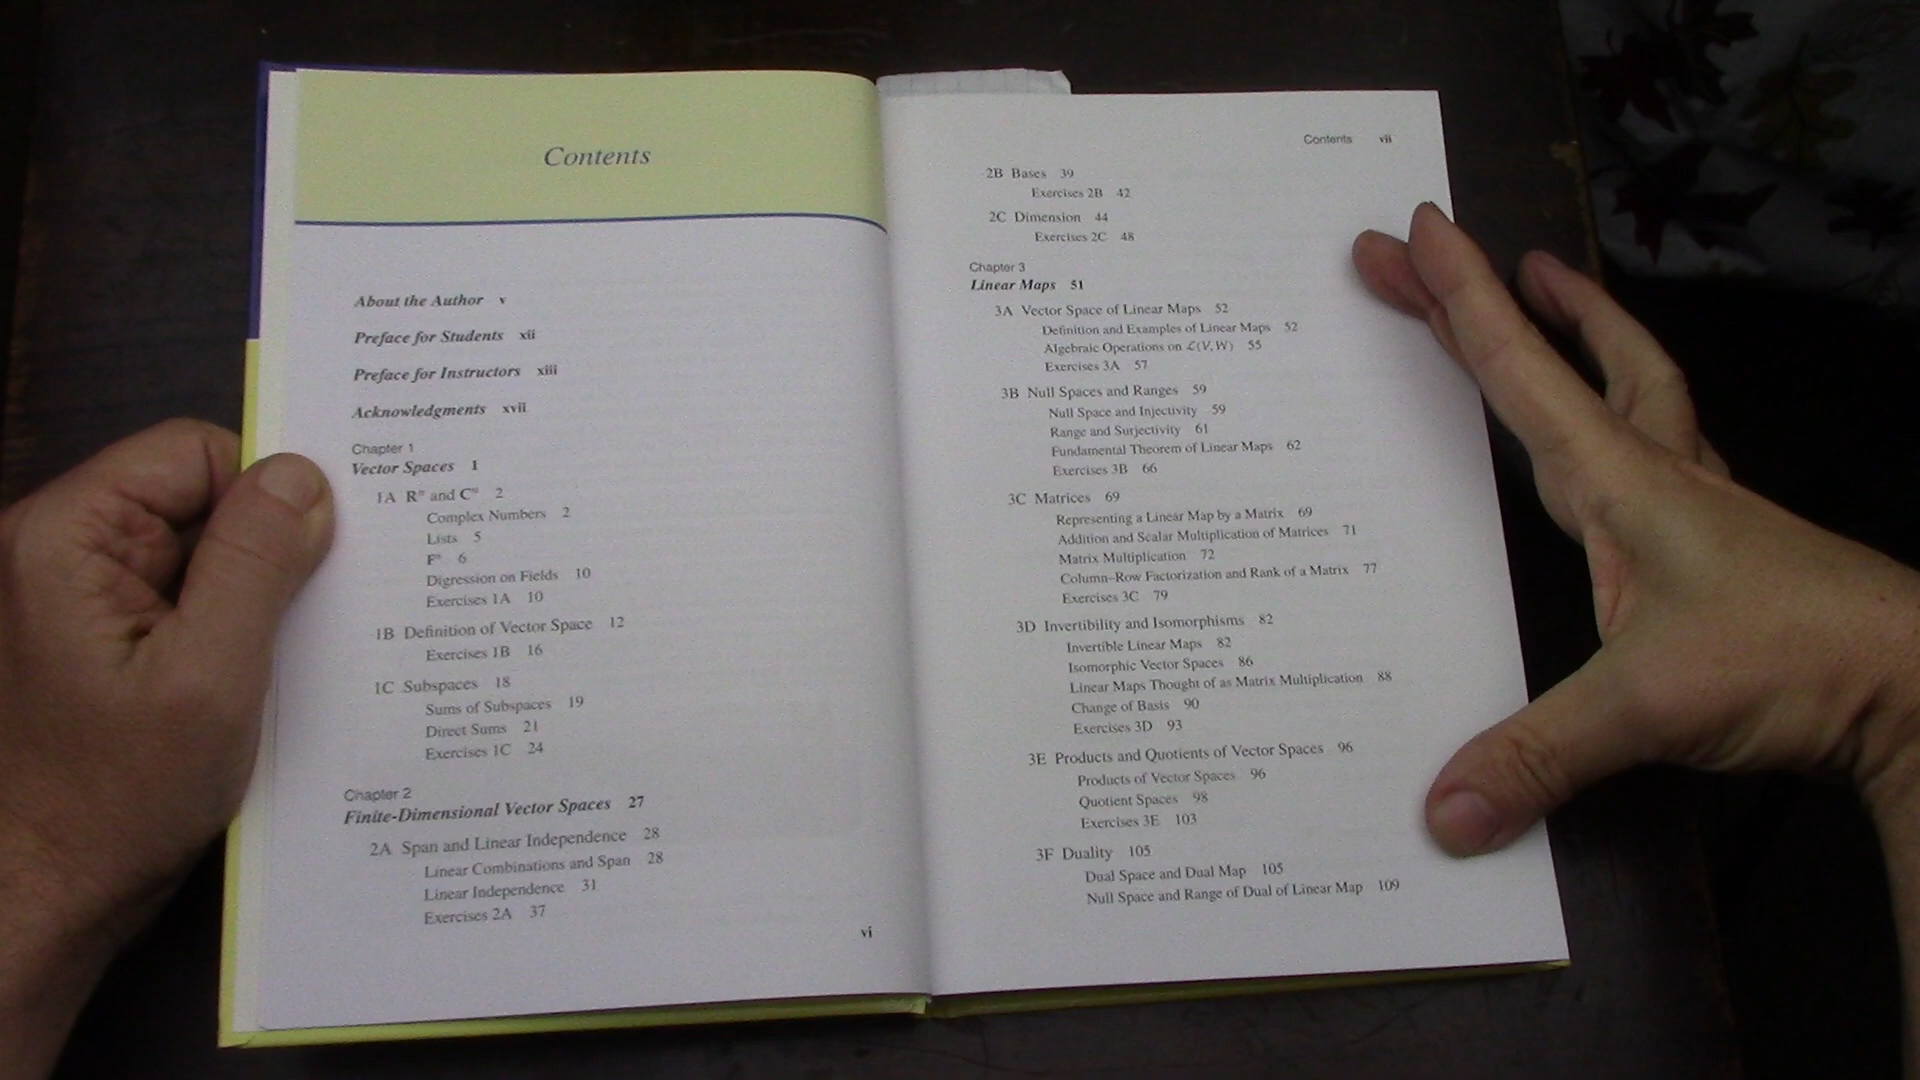 Contents
About the Author v
Preface for Students xii
Preface for Instructors xiii
Acknowledgments xvii
Chapter 1
Vector Spaces 1
1A Rⁿ and Cⁿ 2
Complex Numbers 2
Lists 5
Fⁿ 6
Digression on Fields 10
Exercises 1A 10
1B Definition of Vector Space 12
Exercises 1B 16
1C Subspaces 18
Sums of Subspaces 19
Direct Sums 21
Exercises 1C 24
Chapter 2
Finite-Dimensional Vector Spaces 27
2A Span and Linear Independence 28
Linear Combinations and Span 28
Linear Independence 31
Exercises 2A 37
vi
Contents vii
2B Bases 39
Exercises 2B 42
2C Dimension 44
Exercises 2C 48
Chapter 3
Linear Maps 51
3A Vector Space of Linear Maps 52
Definition and Examples of Linear Maps 52
Algebraic Operations on ℒ(V, W) 55
Exercises 3A 57
3B Null Spaces and Ranges 59
Null Space and Injectivity 59
Range and Surjectivity 61
Fundamental Theorem of Linear Maps 62
Exercises 3B 66
3C Matrices 69
Representing a Linear Map by a Matrix 69
Addition and Scalar Multiplication of Matrices 71
Matrix Multiplication 72
Column–Row Factorization and Rank of a Matrix 77
Exercises 3C 79
3D Invertibility and Isomorphisms 82
Invertible Linear Maps 82
Isomorphic Vector Spaces 86
Linear Maps Thought of as Matrix Multiplication 88
Change of Basis 90
Exercises 3D 93
3E Products and Quotients of Vector Spaces 96
Products of Vector Spaces 96
Quotient Spaces 98
Exercises 3E 103
3F Duality 105
Dual Space and Dual Map 105
Null Space and Range of Dual of Linear Map 109